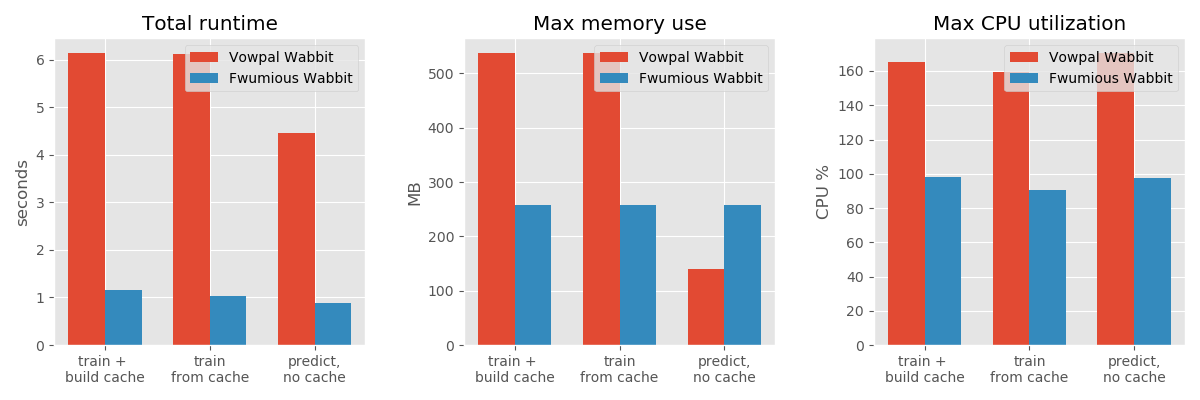 Total runtime
Vowpal Wabbit
Fwumious Wabbit
seconds
6
5
4
3
2
1
0
train +
build cache
train
from cache
predict,
no cache
Max memory use
Vowpal Wabbit
Fwumious Wabbit
MB
500
400
300
200
100
0
train +
build cache
train
from cache
predict,
no cache
Max CPU utilization
Vowpal Wabbit
Fwumious Wabbit
CPU %
160
140
120
100
80
60
40
20
0
train +
build cache
train
from cache
predict,
no cache